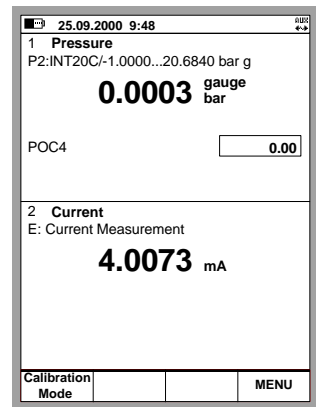 25.09.2000 9:48 AUX
1 Pressure
P2:INT20C/-1.0000...20.6840 bar g
0.0003 gauge bar
POC4 0.00
2 Current
E: Current Measurement
4.0073 mA
Calibration Mode MENU